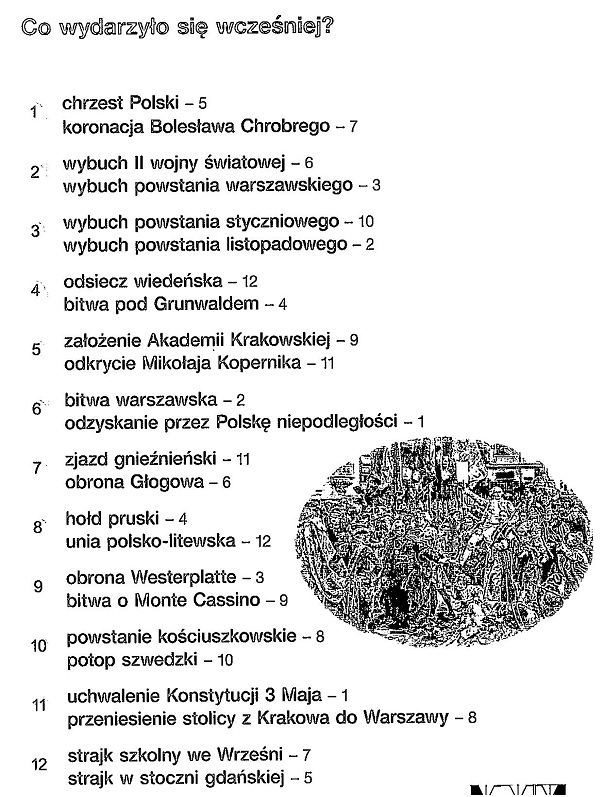 Co wydarzyło się wcześniej?
1 chrzest Polski – 5
koronacja Bolesława Chrobrego – 7
2 wybuch II wojny światowej – 6
wybuch powstania warszawskiego – 3
3 wybuch powstania styczniowego – 10
wybuch powstania listopadowego – 2
4 odsiecz wiedeńska – 12
bitwa pod Grunwaldem – 4
5 założenie Akademii Krakowskiej – 9
odkrycie Mikołaja Kopernika – 11
6 bitwa warszawska – 2
odzyskanie przez Polskę niepodległości – 1
7 zjazd gnieźnieński – 11
obrona Głogowa – 6
8 hołd pruski – 4
unia polsko-litewska – 12
9 obrona Westerplatte – 3
bitwa o Monte Cassino – 9
10 powstanie kościuszkowskie – 8
potop szwedzki – 10
11 uchwalenie Konstytucji 3 Maja – 1
przeniesienie stolicy z Krakowa do Warszawy – 8
12 strajk szkolny we Wrześni – 7
strajk w stoczni gdańskiej – 5